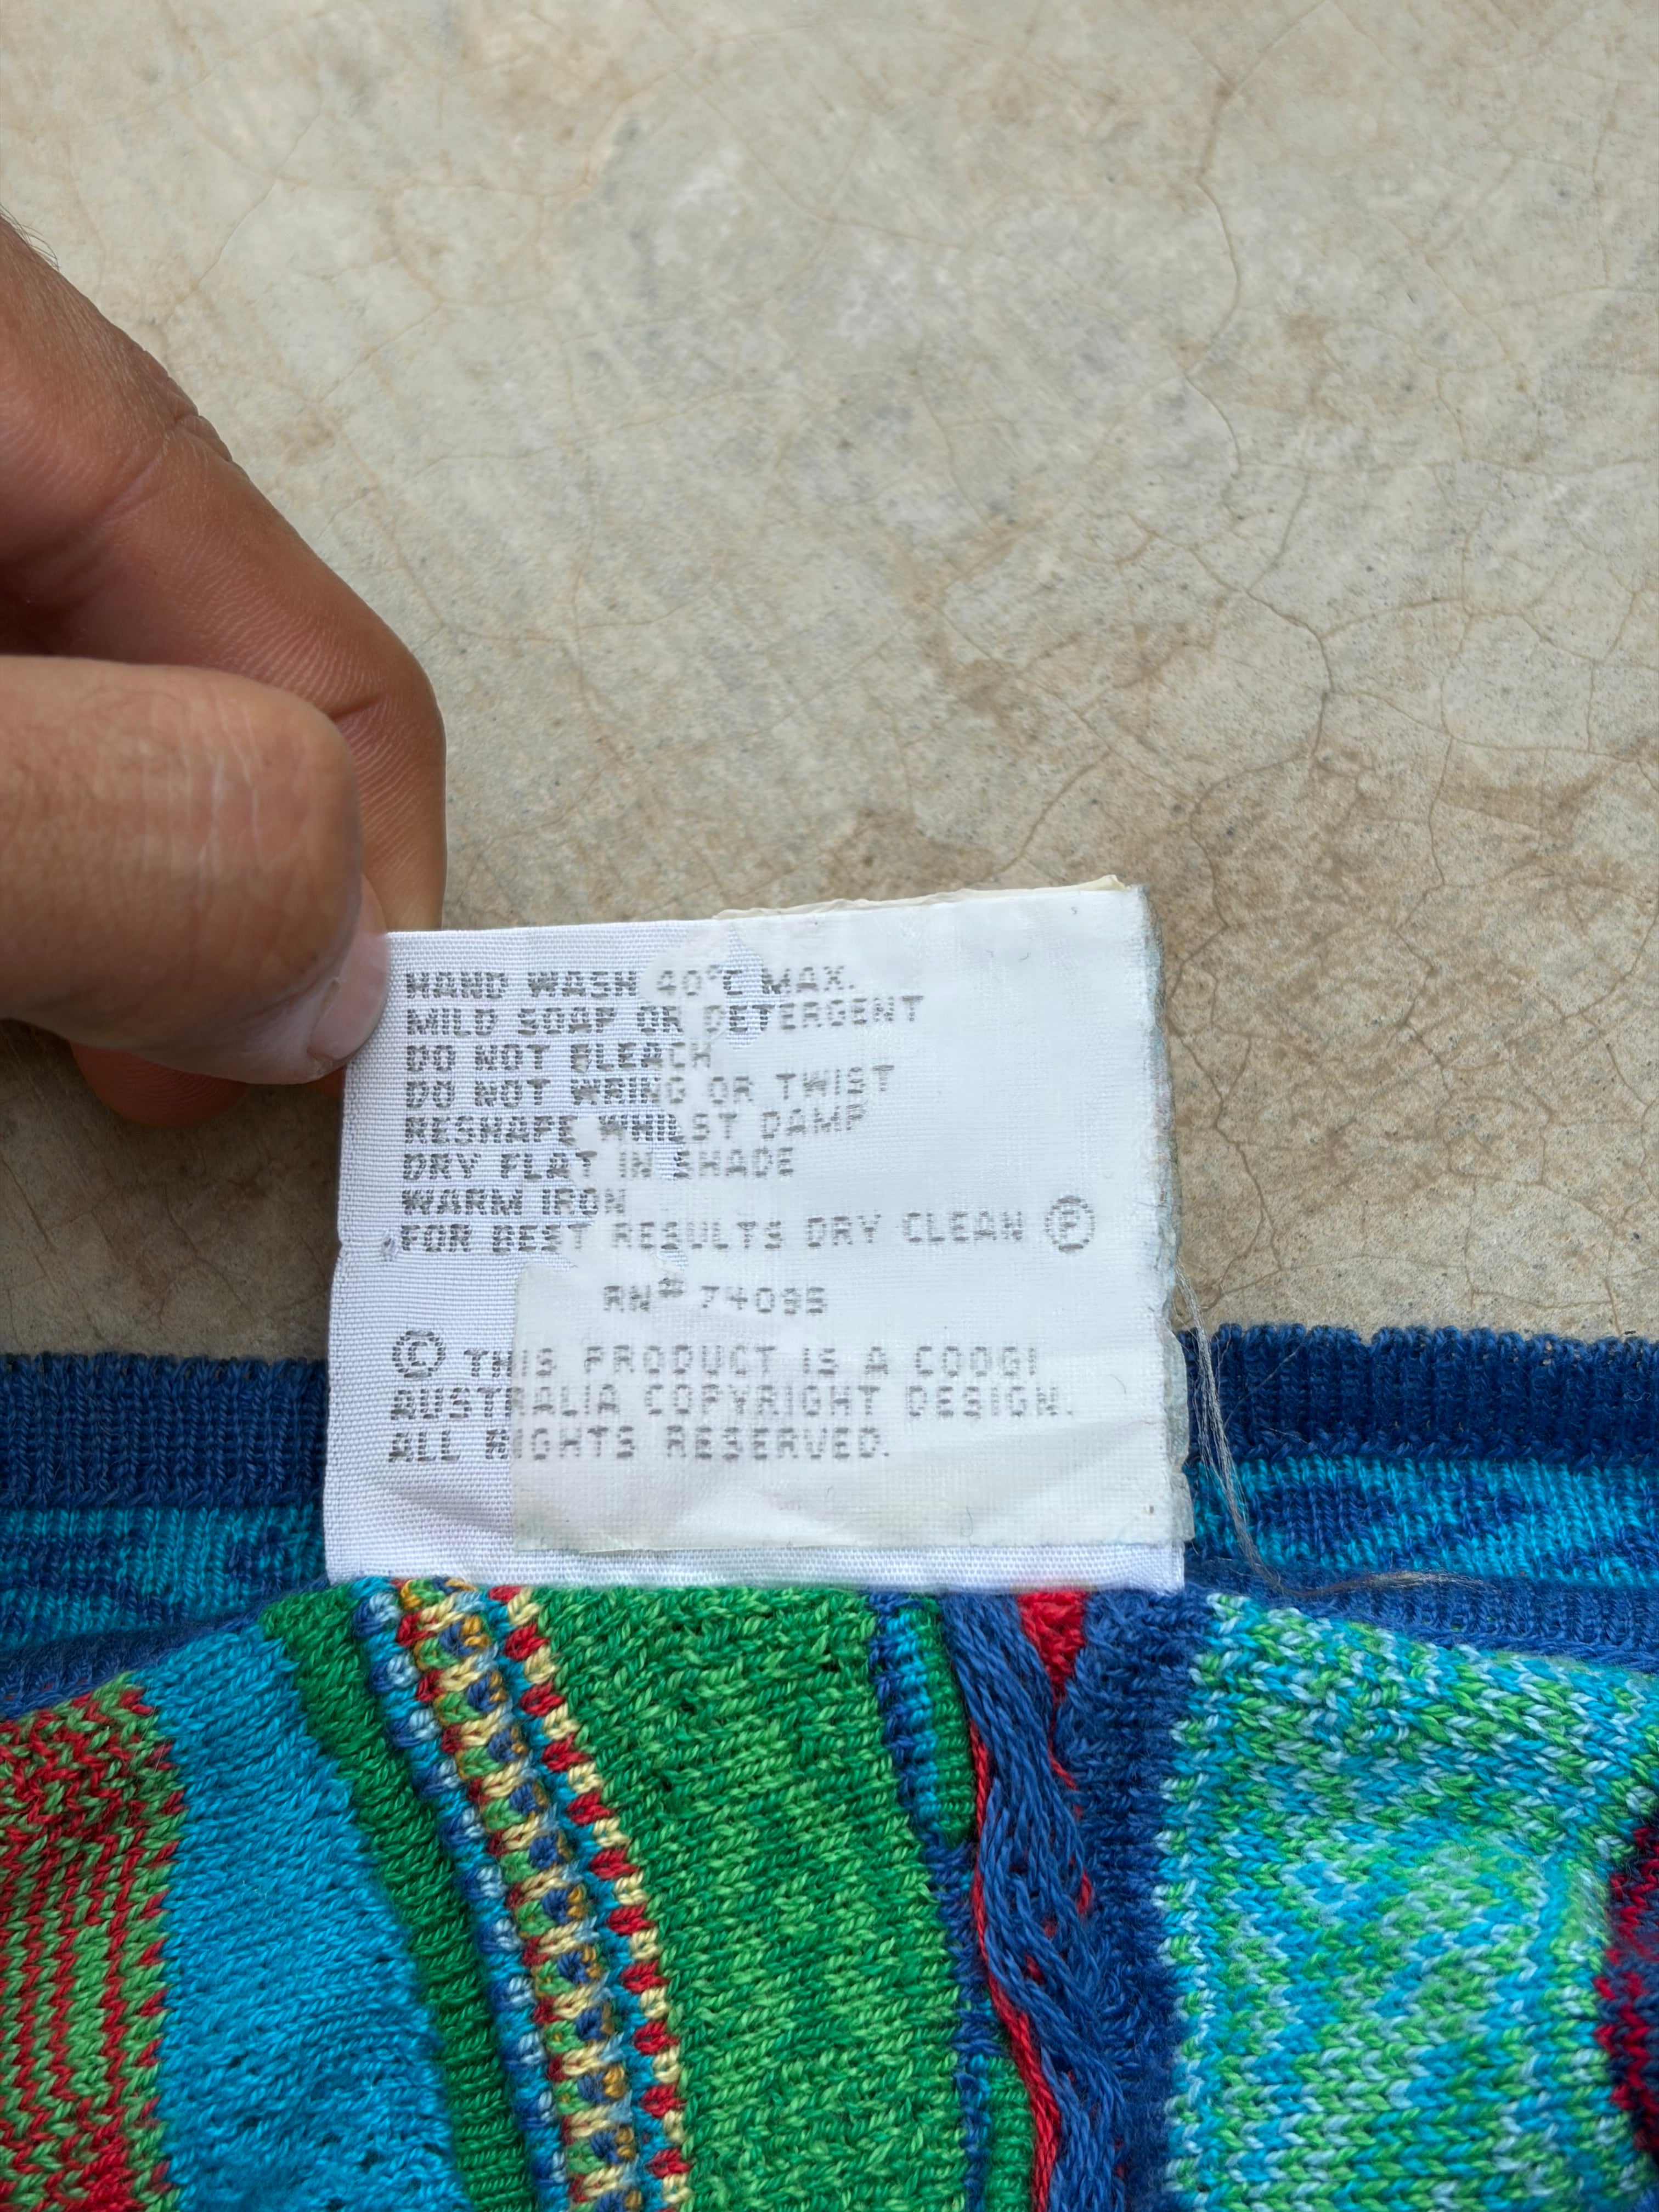 HAND WASH 40°C MAX.
MILD SOAP OR DETERGENT
DO NOT BLEACH
DO NOT WRING OR TWIST
RESHAPE WHILST DAMP
DRY FLAT IN SHADE
WARM IRON
FOR BEST RESULTS DRY CLEAN Ⓟ
RN# 74095
© THIS PRODUCT IS A COOGI
AUSTRALIA COPYRIGHT DESIGN.
ALL RIGHTS RESERVED.